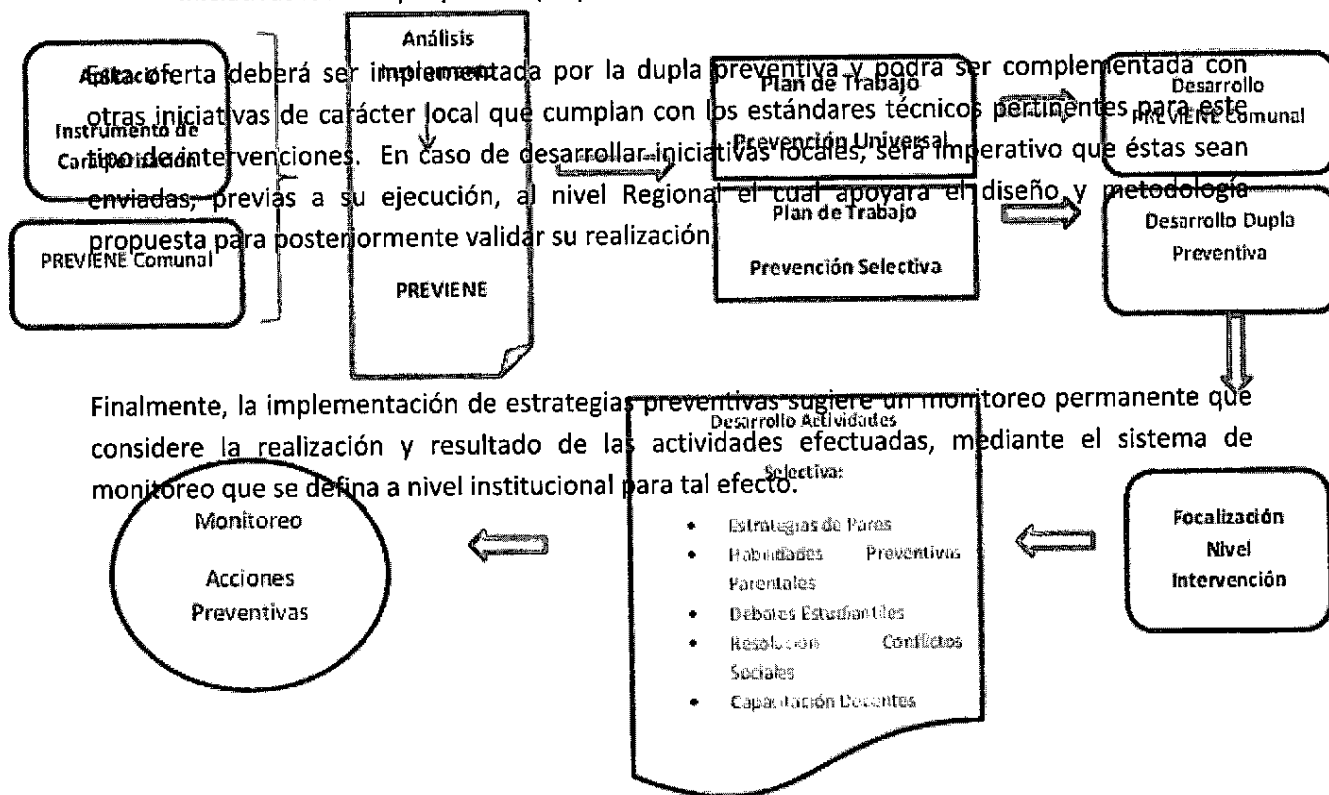 Esta oferta deberá ser implementada por la dupla preventiva y podrá ser complementada con
otras iniciativas de carácter local que cumplan con los estándares técnicos pertinentes para este
tipo de intervenciones. En caso de desarrollar iniciativas locales, será imperativo que éstas sean
enviadas, previas a su ejecución, al nivel Regional el cual apoyará el diseño y metodología
propuesta para posteriormente validar su realización
Aplicación
Instrumento de
Caracterización
PREVIENE Comunal
Análisis
Instrumento
PREVIENE
Plan de Trabajo
Prevención Universal
Plan de Trabajo
Prevención Selectiva
Desarrollo
PREVIENE Comunal
Desarrollo Dupla
Preventiva
Finalmente, la implementación de estrategias preventivas sugiere un monitoreo permanente que
considere la realización y resultado de las actividades efectuadas, mediante el sistema de
monitoreo que se defina a nivel institucional para tal efecto.
Focalización
Nivel
Intervención
Desarrollo Actividades
Selectiva:
• Estrategias de Pares
• Habilidades Preventivas
Parentales
• Debates Estudiantiles
• Resolución Conflictos
Sociales
• Capacitación Docentes
Monitoreo
Acciones
Preventivas